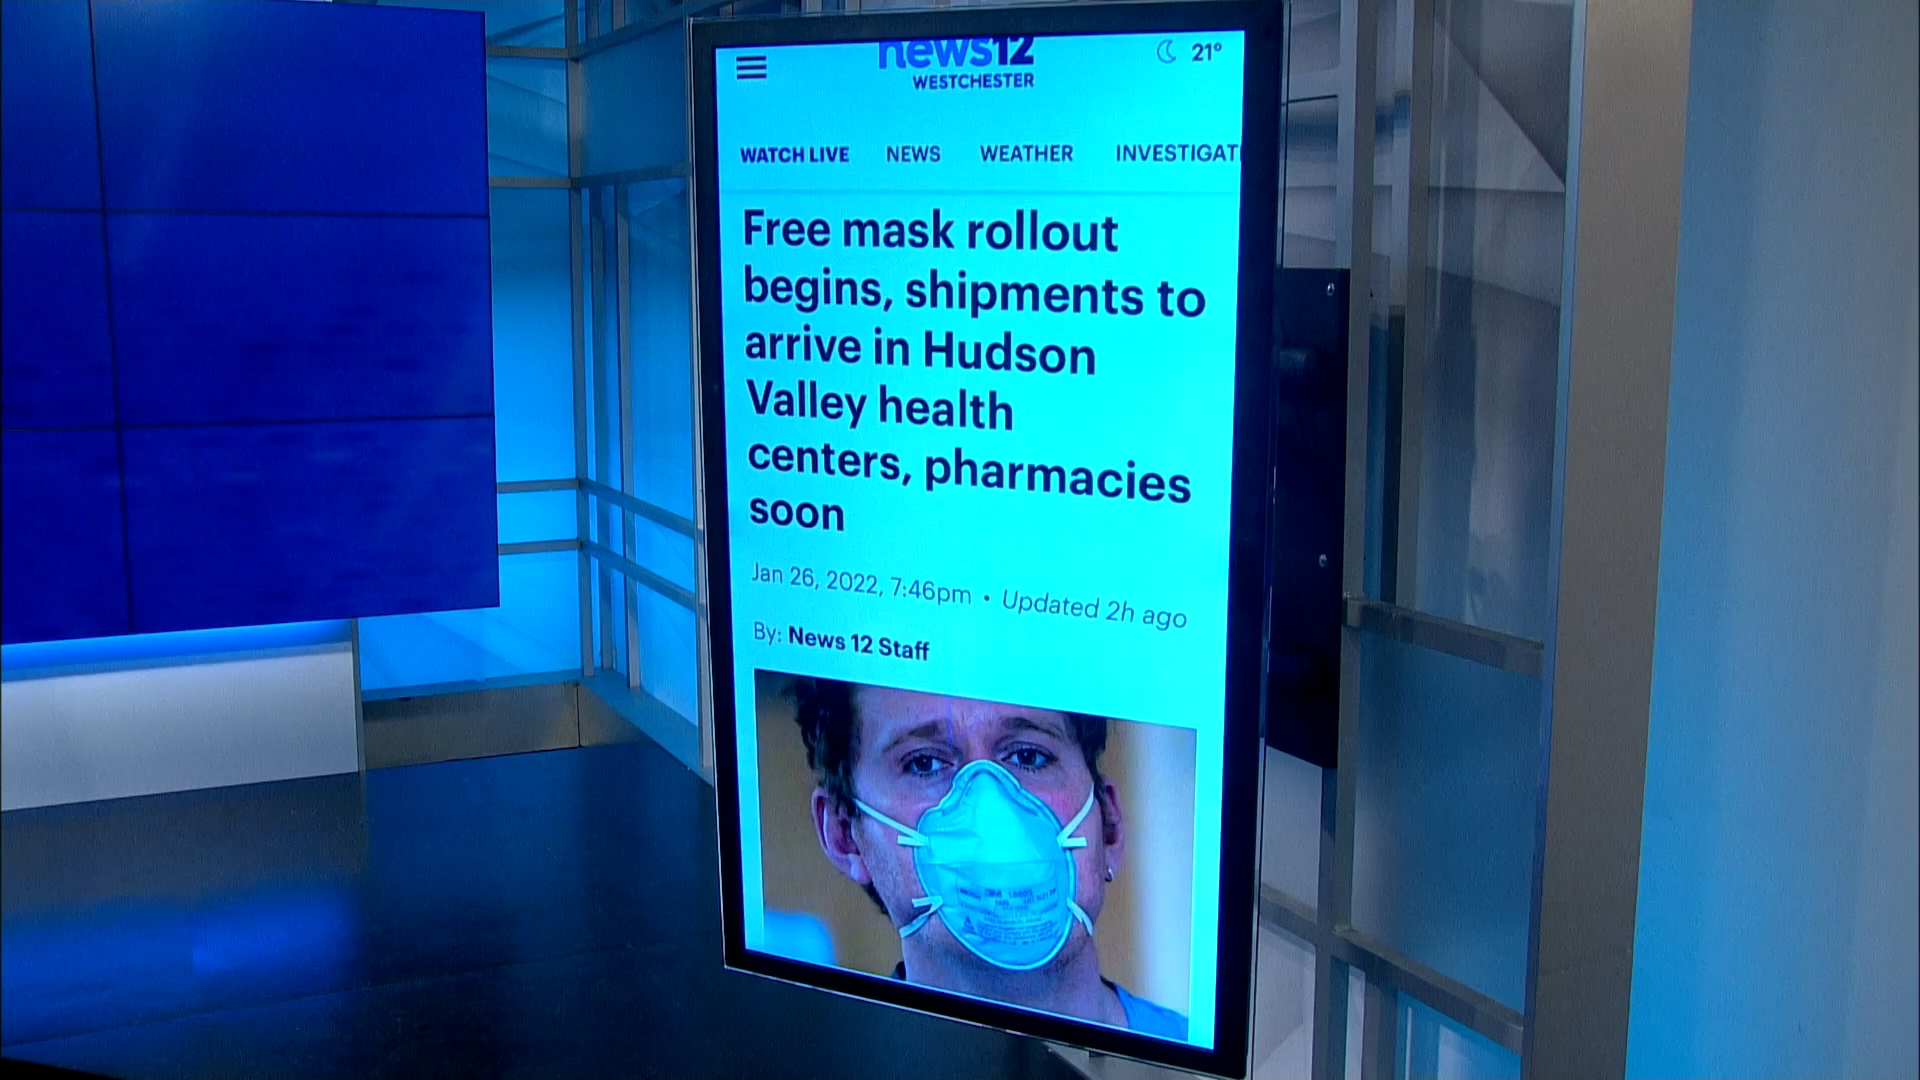 news12
WESTCHESTER
21°
WATCH LIVE NEWS WEATHER INVESTIGATI
Free mask rollout
begins, shipments to
arrive in Hudson
Valley health
centers, pharmacies
soon
Jan 26, 2022, 7:46pm • Updated 2h ago
By: News 12 Staff